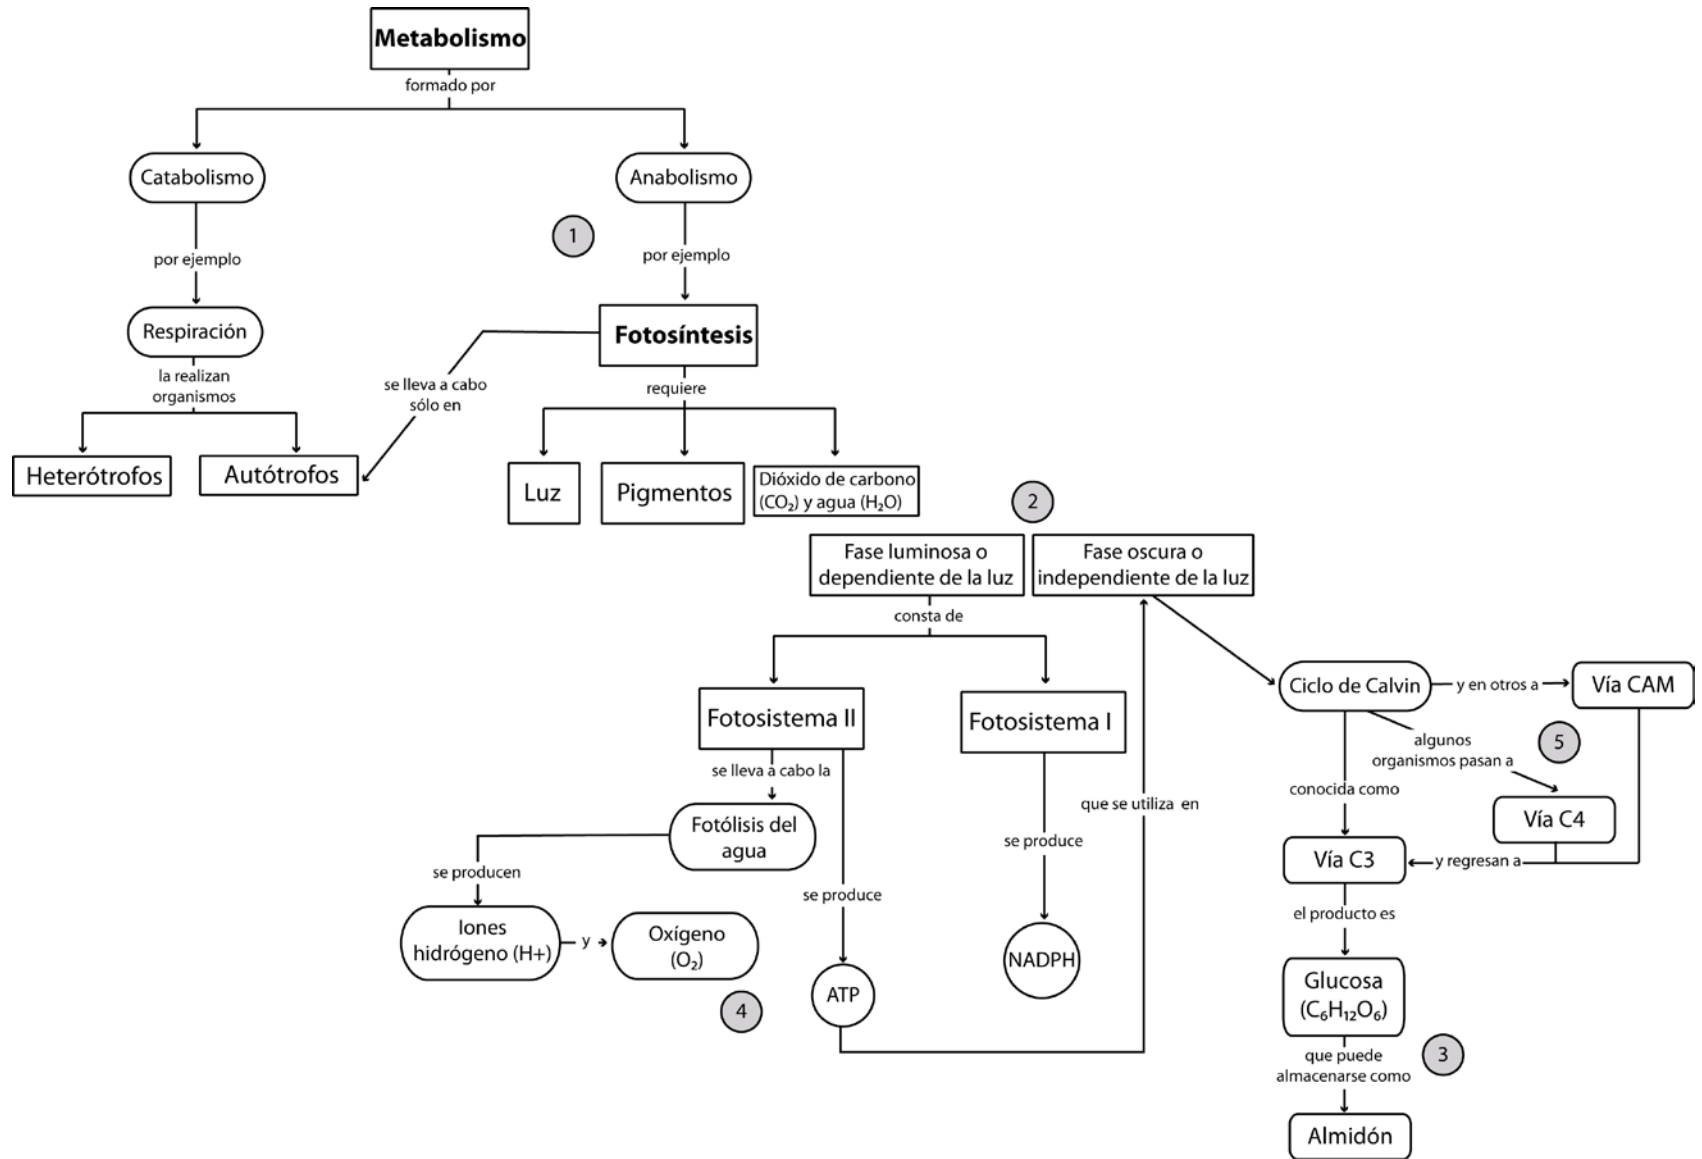 Metabolismo
formado por
Catabolismo
Anabolismo
1
por ejemplo
por ejemplo
Respiración
Fotosíntesis
la realizan
organismos
se lleva a cabo
sólo en
requiere
Heterótrofos
Autótrofos
Luz
Pigmentos
Dióxido de carbono
(CO₂) y agua (H₂O)
2
Fase luminosa o
dependiente de la luz
Fase oscura o
independiente de la luz
consta de
Fotosistema II
Fotosistema I
Ciclo de Calvin
y en otros a
Vía CAM
algunos
organismos pasan a
5
se lleva a cabo la
que se utiliza en
conocida como
Vía C4
Fotólisis del
agua
se produce
Vía C3
y regresan a
se producen
se produce
el producto es
Iones
hidrógeno (H+)
y
Oxígeno
(O₂)
NADPH
ATP
4
Glucosa
(C₆H₁₂O₆)
que puede
almacenarse como
3
Almidón